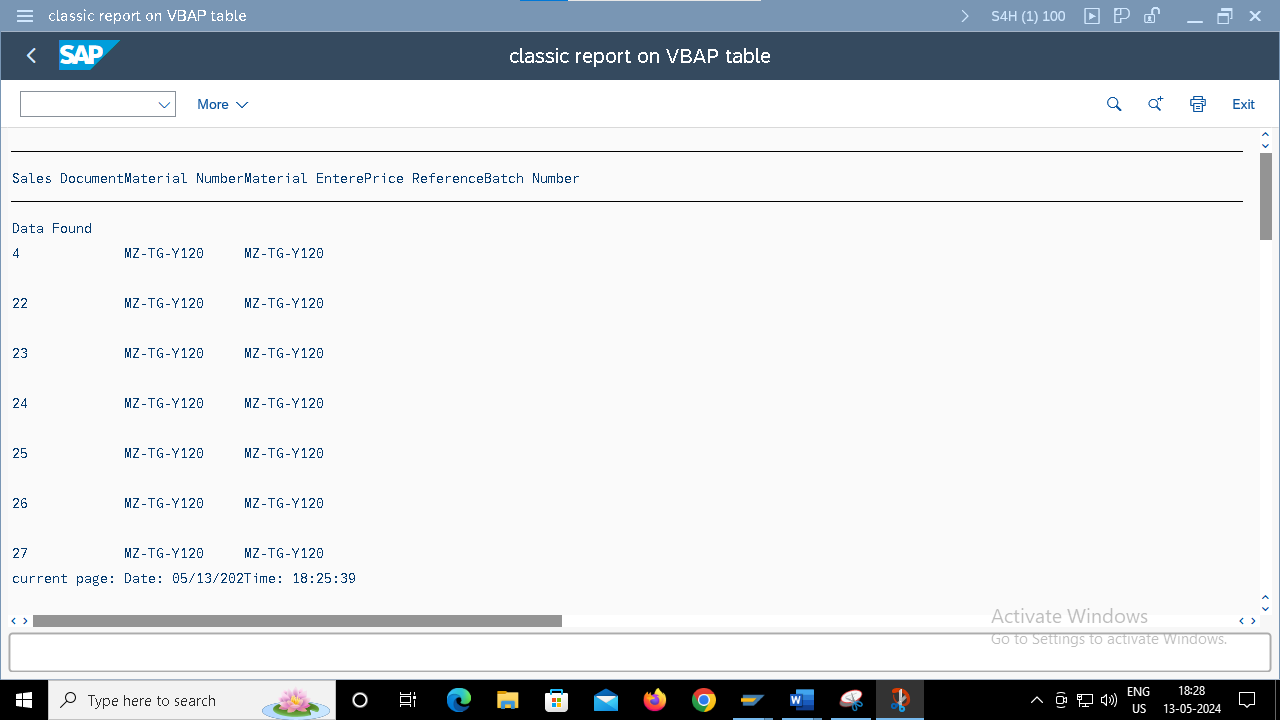 classic report on VBAP table
S4H (1) 100
SAP
classic report on VBAP table
More
Exit
Sales DocumentMaterial NumberMaterial EnterePrice ReferenceBatch Number
Data Found
4 MZ-TG-Y120 MZ-TG-Y120
22 MZ-TG-Y120 MZ-TG-Y120
23 MZ-TG-Y120 MZ-TG-Y120
24 MZ-TG-Y120 MZ-TG-Y120
25 MZ-TG-Y120 MZ-TG-Y120
26 MZ-TG-Y120 MZ-TG-Y120
27 MZ-TG-Y120 MZ-TG-Y120
current page: Date: 05/13/202Time: 18:25:39
Activate Windows
Go to Settings to activate Windows.
Type here to search
ENG
US
18:28
13-05-2024